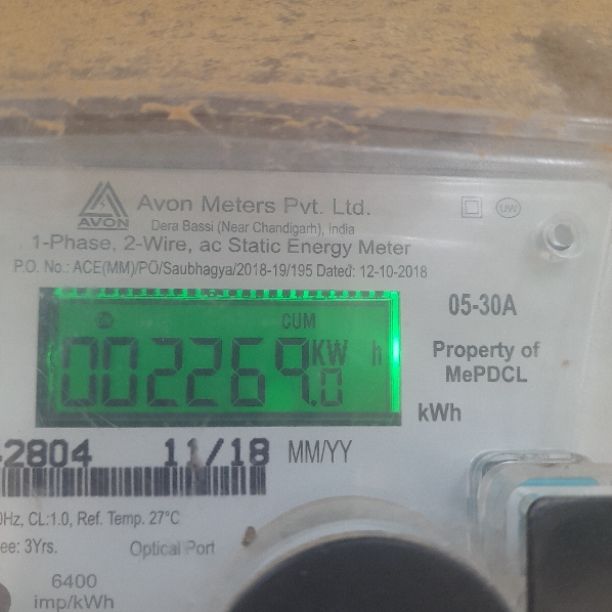 Avon Meters Pvt. Ltd.
AVON
UW
Dera Bassi (Near Chandigarh), India
1-Phase, 2-Wire, ac Static Energy Meter
P.O. No.: ACE(MM)/PO/Saubhagya/2018-19/195 Dated: 12-10-2018
05-30A
CUM
002269.0 KW h
Property of
MePDCL
kWh
2804 11/18 MM/YY
0Hz, CL:1.0, Ref. Temp. 27°C
ee: 3Yrs. Optical Port
6400
imp/kWh